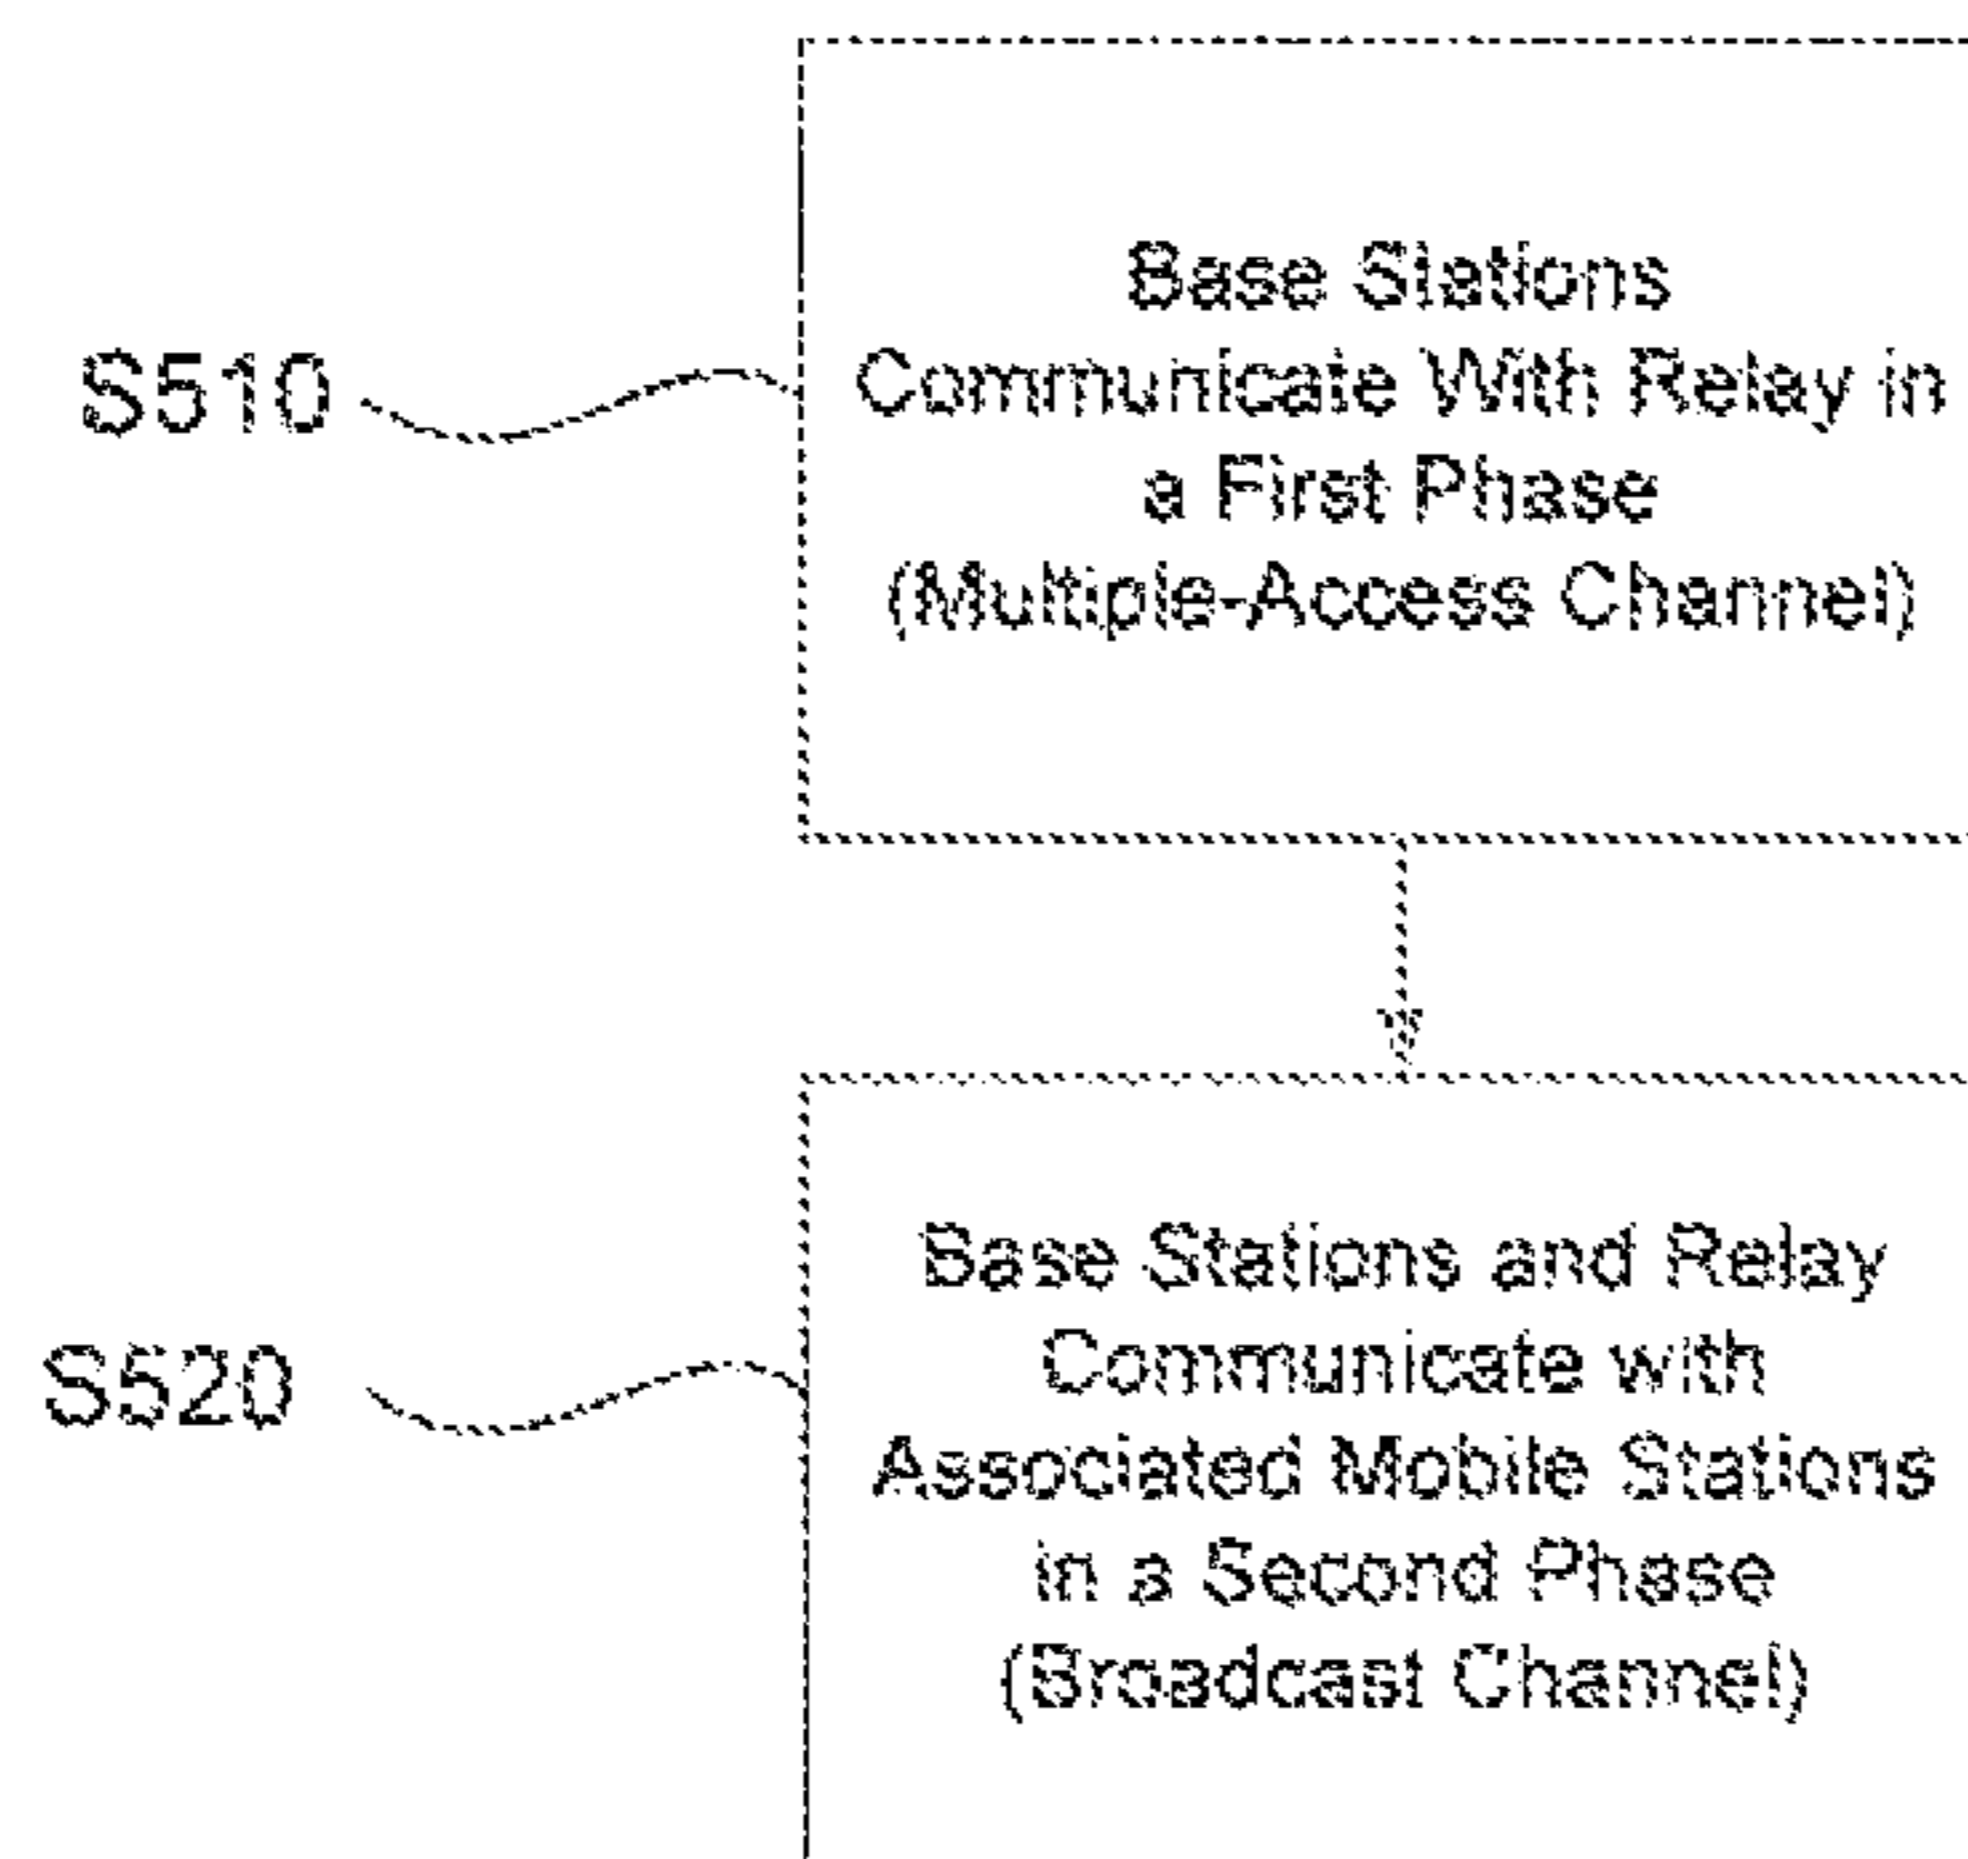 S510
Base Stations
Communicate With Relay in
a First Phase
(Multiple-Access Channel)
S520
Base Stations and Relay
Communicate with
Associated Mobile Stations
in a Second Phase
(Broadcast Channel)